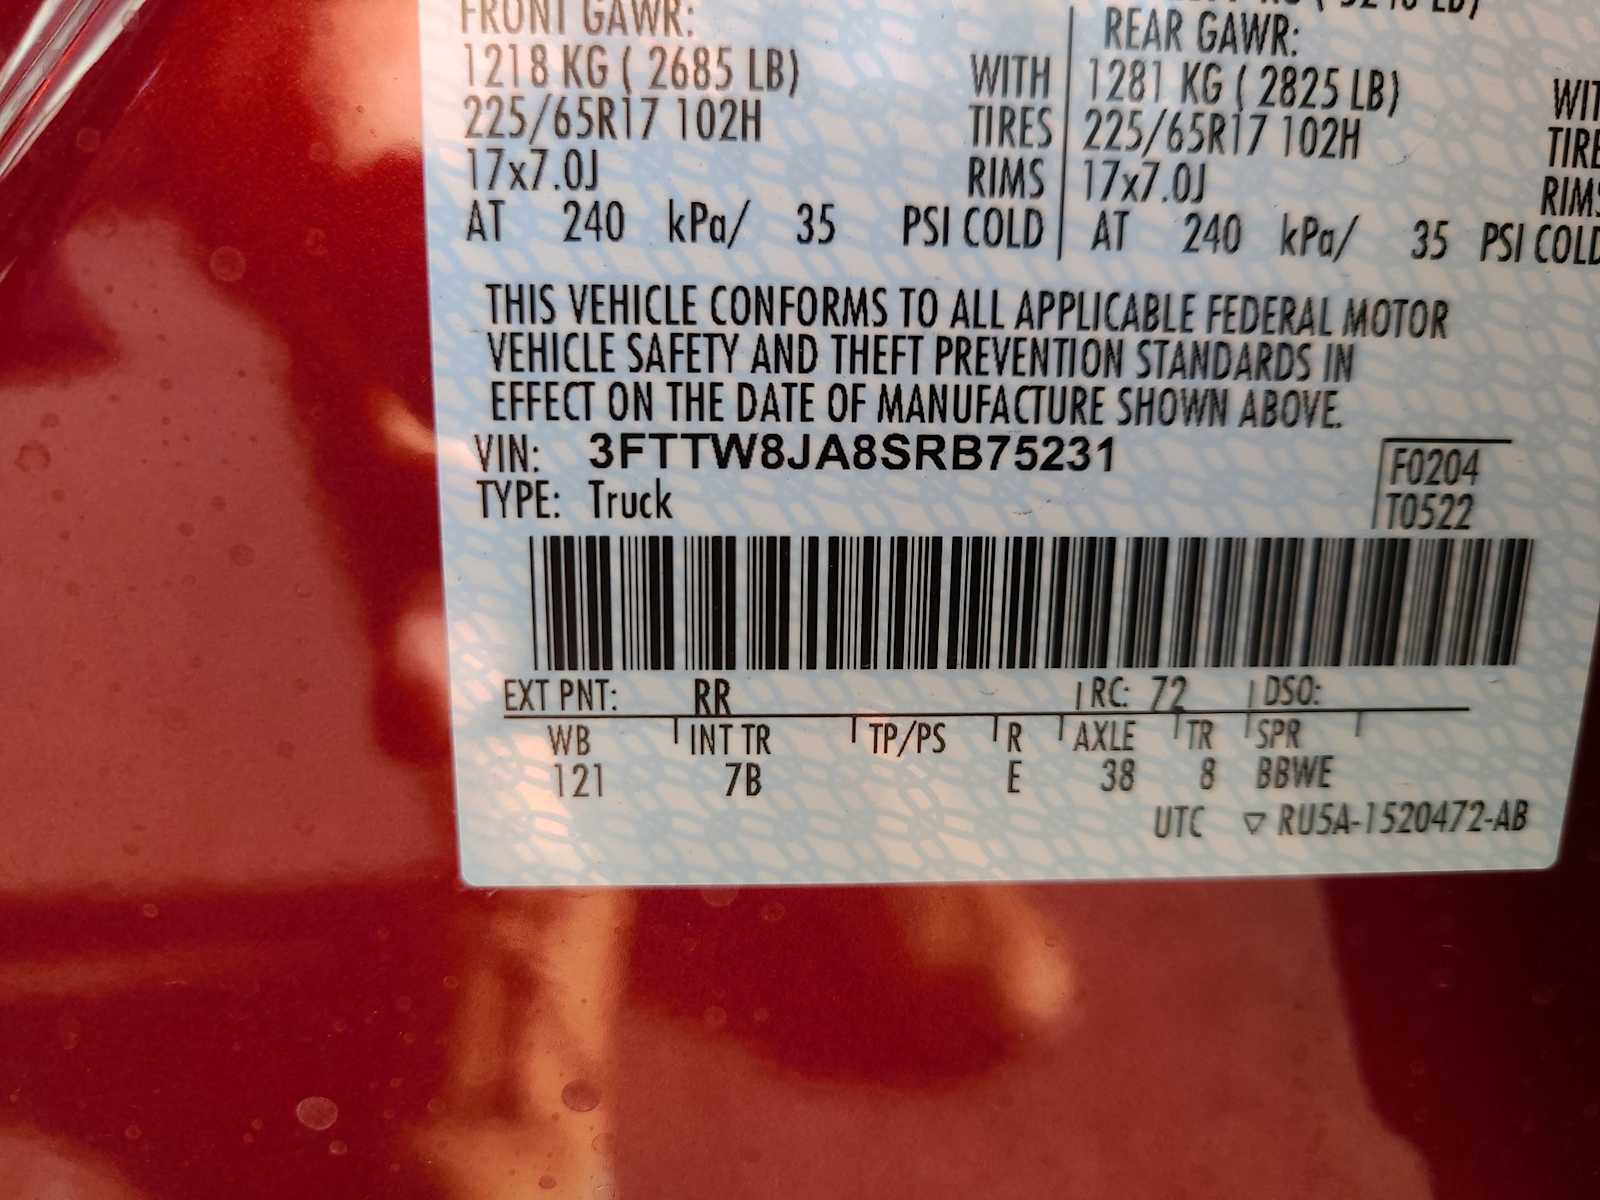 FRONT GAWR: REAR GAWR:
1218 KG ( 2685 LB) WITH 1281 KG ( 2825 LB)
225/65R17 102H TIRES 225/65R17 102H
17x7.0J RIMS 17x7.0J
AT 240 kPa/ 35 PSI COLD AT 240 kPa/ 35 PSI COLD
THIS VEHICLE CONFORMS TO ALL APPLICABLE FEDERAL MOTOR
VEHICLE SAFETY AND THEFT PREVENTION STANDARDS IN
EFFECT ON THE DATE OF MANUFACTURE SHOWN ABOVE.
VIN: 3FTTW8JA8SRB75231 F0204
TYPE: Truck T0522
EXT PNT: RR RC: 72 DSO:
WB INT TR TP/PS R AXLE TR SPR
121 7B E 38 8 BBWE
UTC ▽ RU5A-1520472-AB